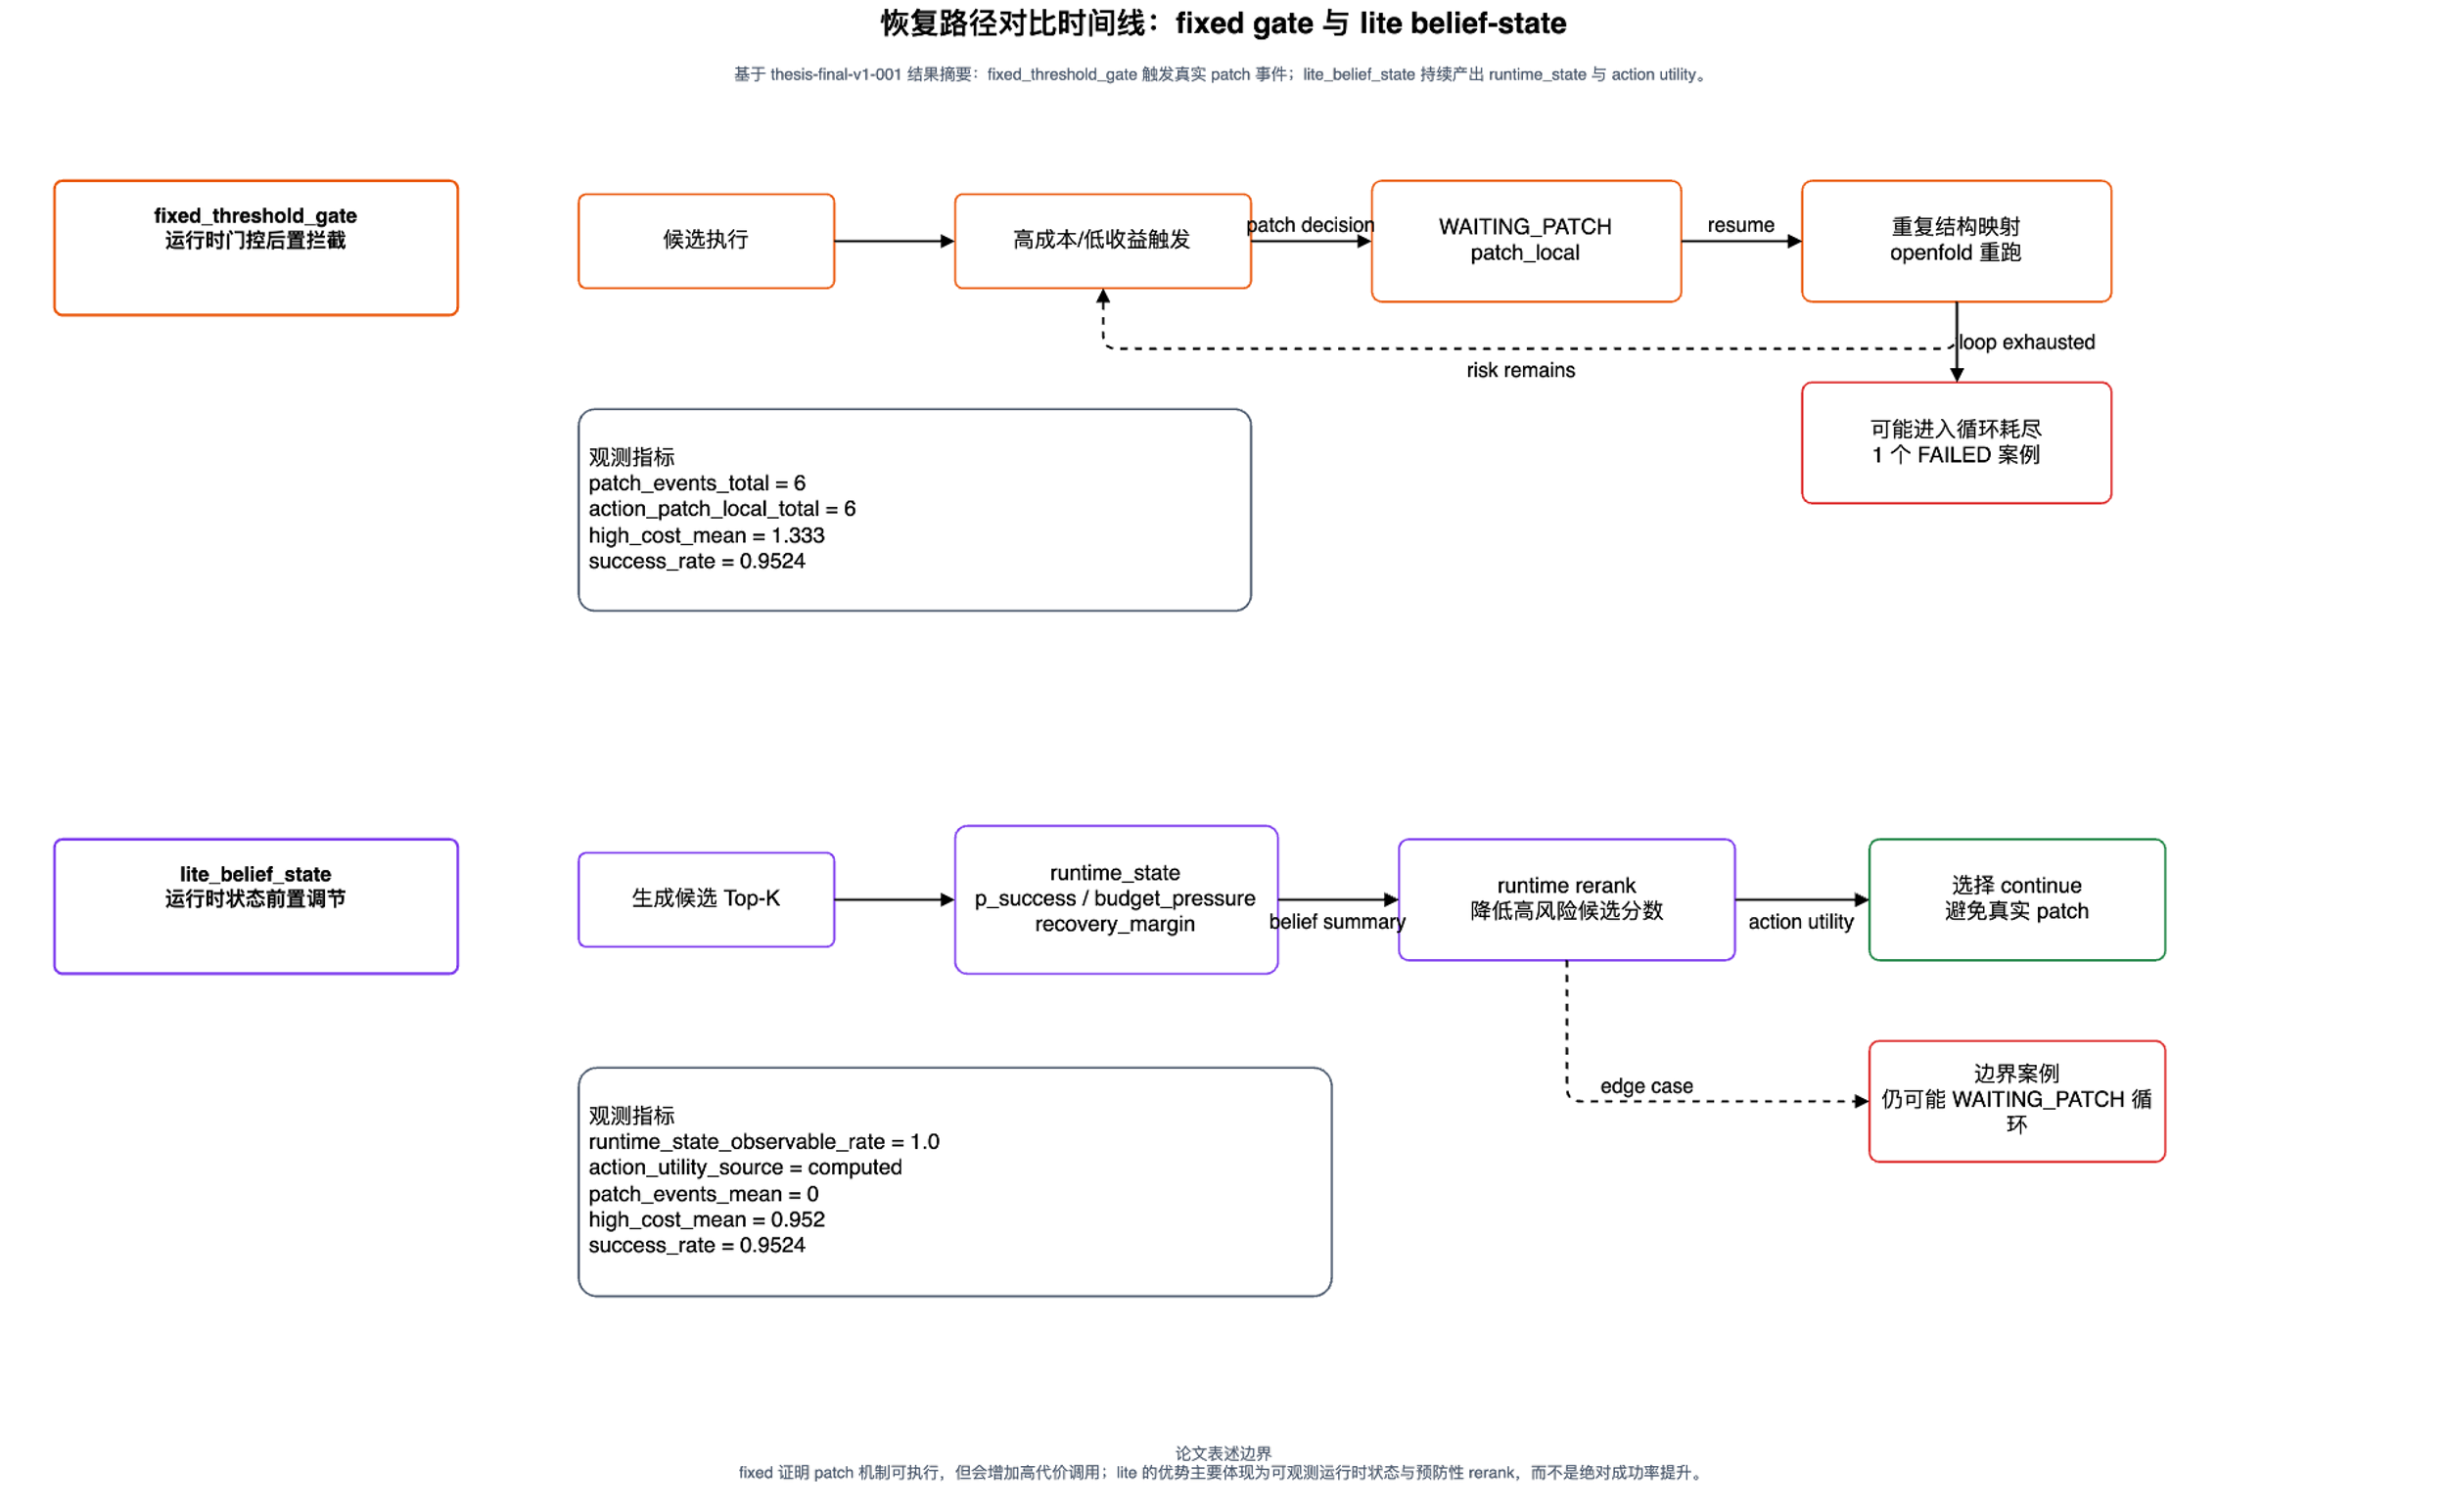 恢复路径对比时间线：fixed gate 与 lite belief-state
基于 thesis-final-v1-001 结果摘要：fixed_threshold_gate 触发真实 patch 事件；lite_belief_state 持续产出 runtime_state 与 action utility。
fixed_threshold_gate
运行时门控后置拦截
候选执行
高成本/低收益触发
patch decision
WAITING_PATCH
patch_local
resume
重复结构映射
openfold 重跑
loop exhausted
risk remains
可能进入循环耗尽
1 个 FAILED 案例
观测指标
patch_events_total = 6
action_patch_local_total = 6
high_cost_mean = 1.333
success_rate = 0.9524
lite_belief_state
运行时状态前置调节
生成候选 Top-K
runtime_state
p_success / budget_pressure
recovery_margin
belief summary
runtime rerank
降低高风险候选分数
action utility
选择 continue
避免真实 patch
edge case
边界案例
仍可能 WAITING_PATCH 循
环
观测指标
runtime_state_observable_rate = 1.0
action_utility_source = computed
patch_events_mean = 0
high_cost_mean = 0.952
success_rate = 0.9524
论文表述边界
fixed 证明 patch 机制可执行，但会增加高代价调用；lite 的优势主要体现为可观测运行时状态与预防性 rerank，而不是绝对成功率提升。